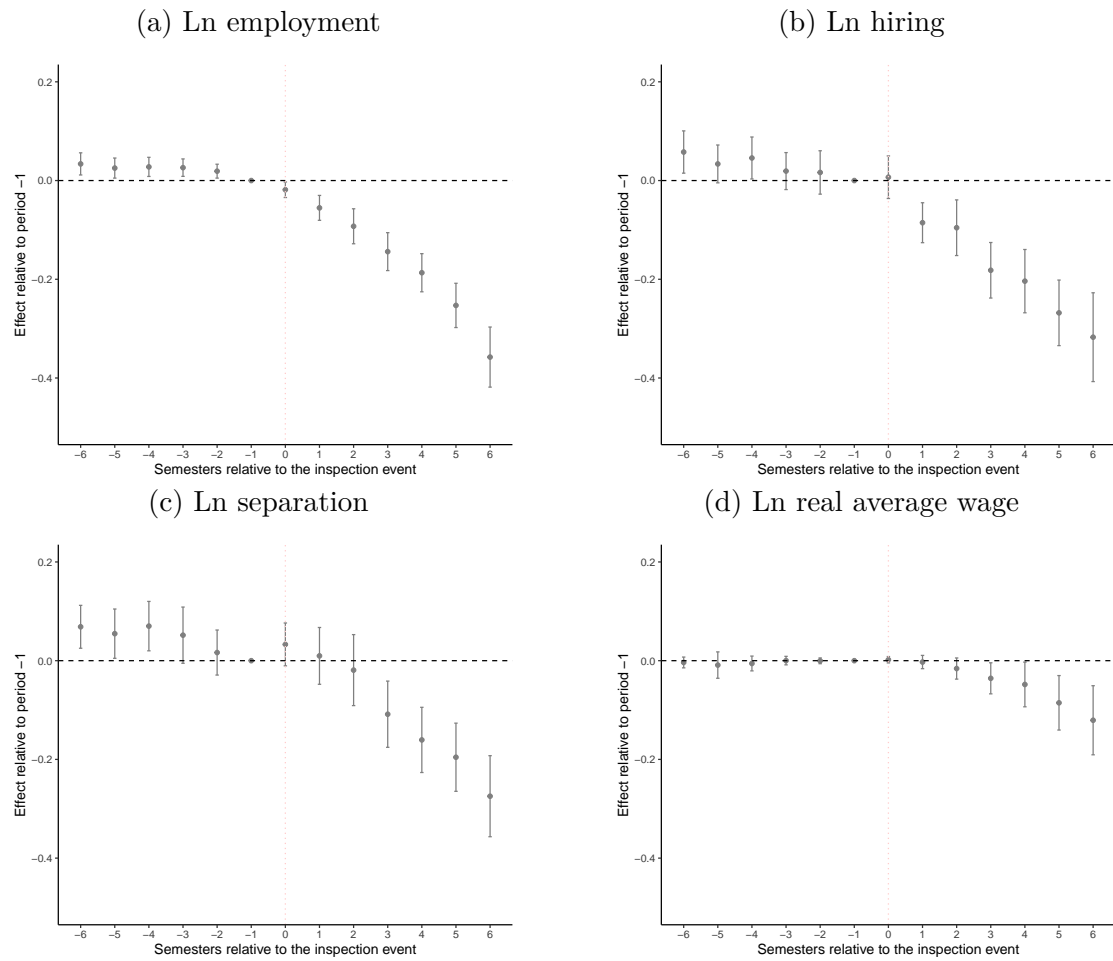 (a) Ln employment
(b) Ln hiring
Effect relative to period −1
0.2
0.0
−0.2
−0.4
−6 −5 −4 −3 −2 −1 0 1 2 3 4 5 6
Semesters relative to the inspection event
Effect relative to period −1
0.2
0.0
−0.2
−0.4
−6 −5 −4 −3 −2 −1 0 1 2 3 4 5 6
Semesters relative to the inspection event
(c) Ln separation
(d) Ln real average wage
Effect relative to period −1
0.2
0.0
−0.2
−0.4
−6 −5 −4 −3 −2 −1 0 1 2 3 4 5 6
Semesters relative to the inspection event
Effect relative to period −1
0.2
0.0
−0.2
−0.4
−6 −5 −4 −3 −2 −1 0 1 2 3 4 5 6
Semesters relative to the inspection event